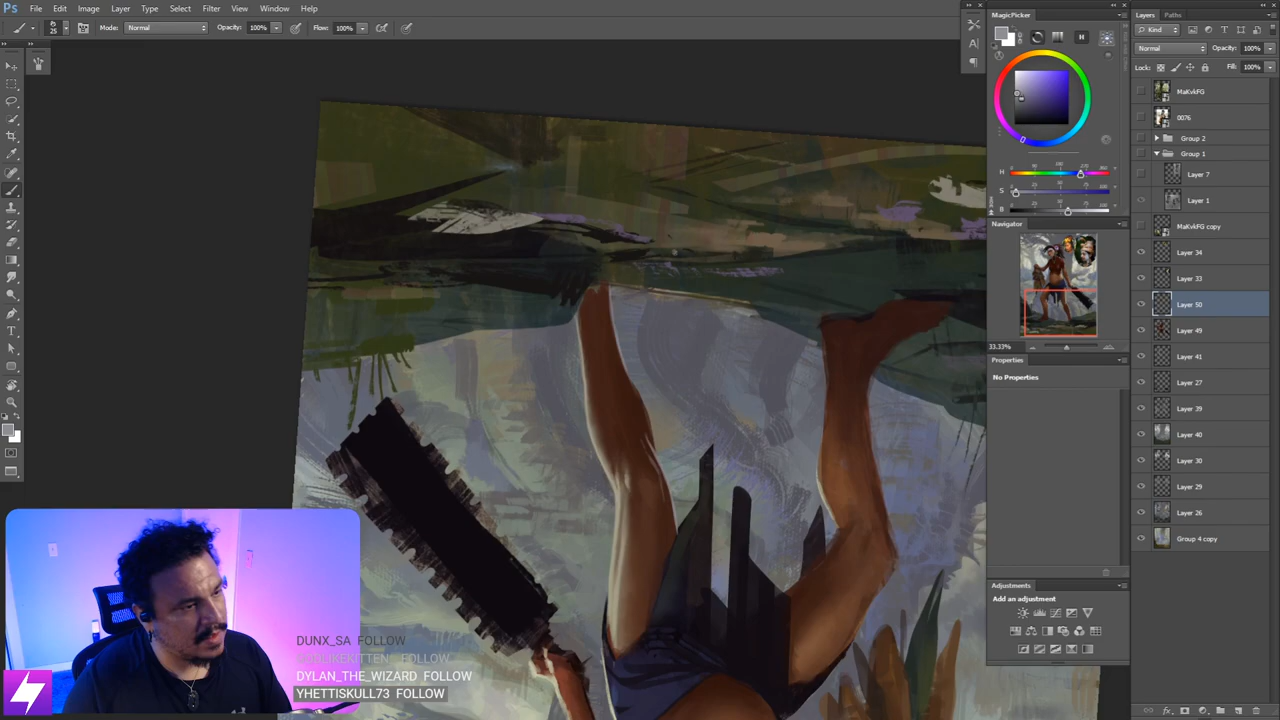 Ps File Edit Image Layer Type Select Filter View Window Help
25 Mode: Normal Opacity: 100% Flow: 100%
MagicPicker
H
H
S
B
Navigator
33.33%
Properties
No Properties
Adjustments
Add an adjustment
Layers Paths
Kind
Normal Opacity: 100%
Lock: Fill: 100%
MaKvkFG
0076
Group 2
Group 1
Layer 7
Layer 1
MaKvkFG copy
Layer 34
Layer 33
Layer 50
Layer 49
Layer 41
Layer 27
Layer 39
Layer 40
Layer 30
Layer 29
Layer 26
Group 4 copy
DUNX_SA FOLLOW
FOLLOW
DYLAN_THE_WIZARD FOLLOW
YHETTISKULL73 FOLLOW